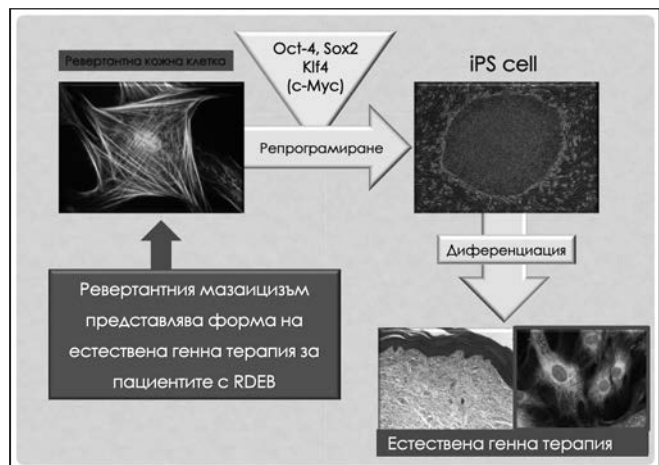 Ревертантна кожна клетка
Oct-4, Sox2
Klf4
(c-Myc)
iPS cell
Репрограмиране
Диференциация
Ревертантния мазаицизъм
представлява форма на
естествена генна терапия за
пациентите с RDEB
Естествена генна терапия